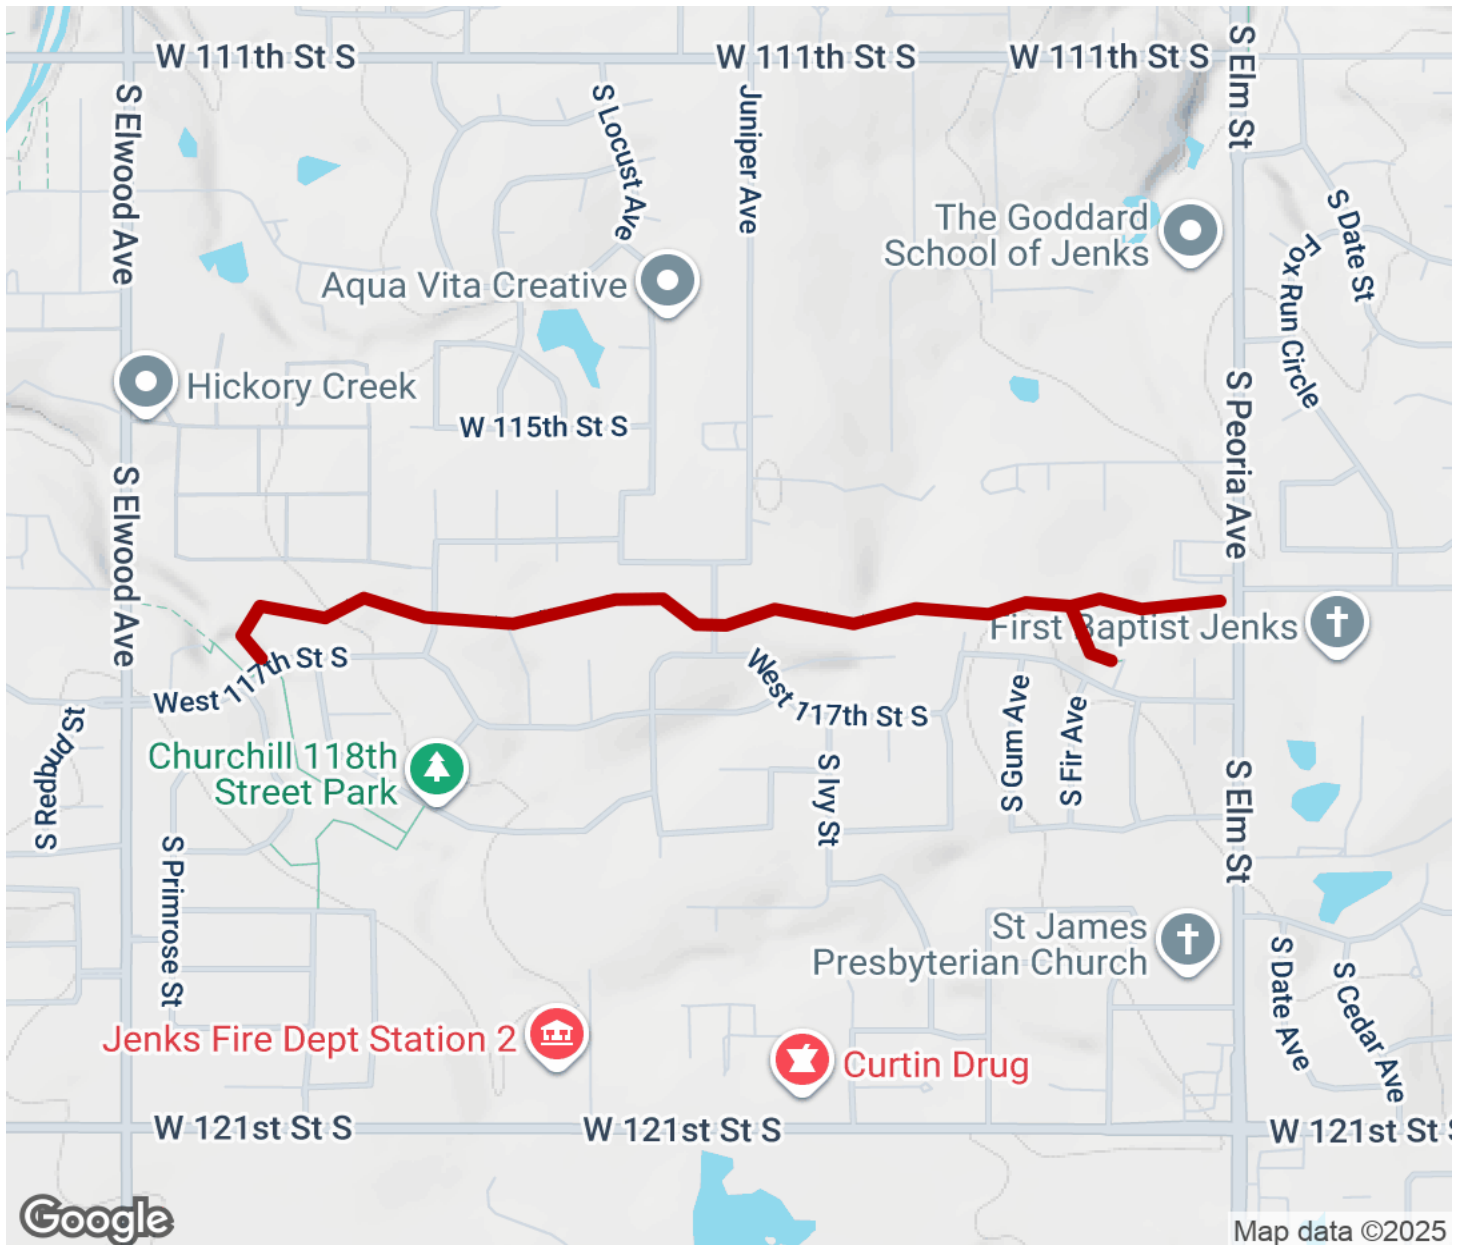 W 111th St S
W 111th St S
W 111th St S
S Elm St
S Elwood Ave
S Locust Ave
Juniper Ave
The Goddard
School of Jenks
S Date St
Fox Run Circle
Aqua Vita Creative
Hickory Creek
S Peoria Ave
W 115th St S
S Elwood Ave
First Baptist Jenks
West 117th St S
West 117th St S
S Redbud St
S Gum Ave
S Fir Ave
Churchill 118th
Street Park
S Ivy St
S Elm St
S Primrose St
St James
Presbyterian Church
S Date Ave
S Cedar Ave
Jenks Fire Dept Station 2
Curtin Drug
W 121st St S
W 121st St S
W 121st St S
Google
Map data ©2025